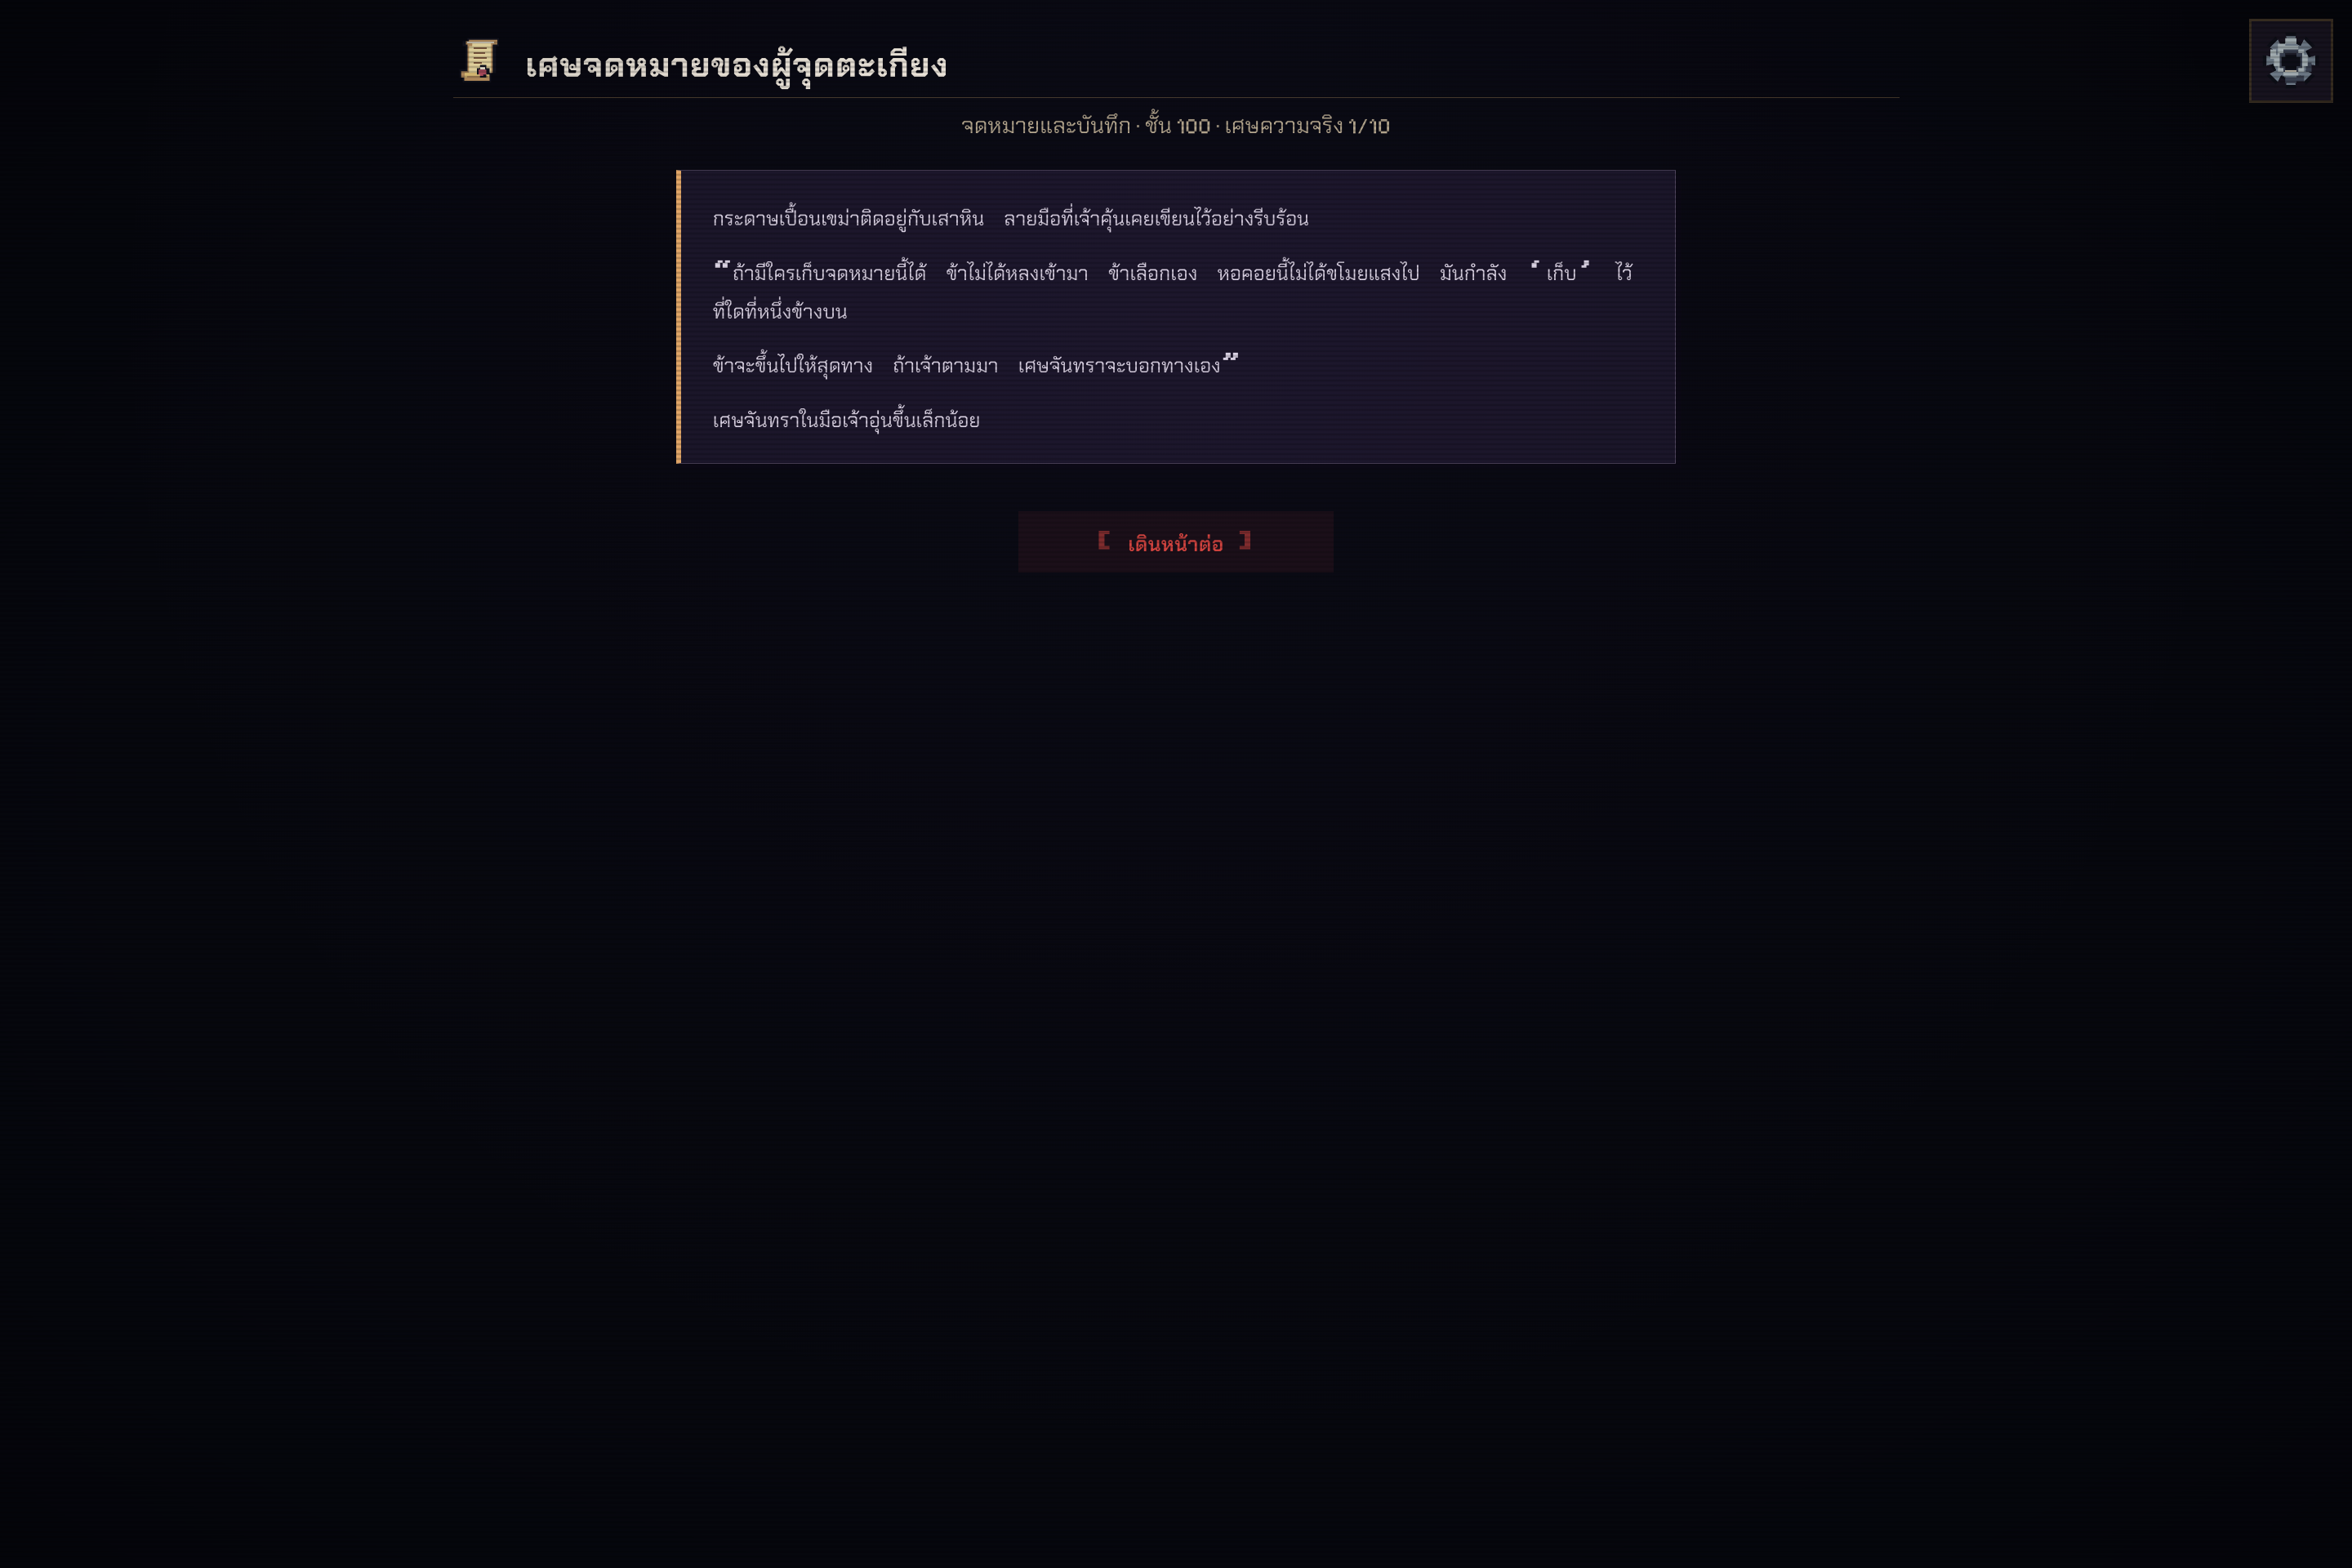 เศษจดหมายของผู้จุดตะเกียง
จดหมายและบันทึก · ชั้น 100 · เศษความจริง 1/10
กระดาษเปื้อนเขม่าติดอยู่กับเสาหิน ลายมือที่เจ้าคุ้นเคยเขียนไว้อย่างรีบร้อน
“ถ้ามีใครเก็บจดหมายนี้ได้ ข้าไม่ได้หลงเข้ามา ข้าเลือกเอง หอคอยนี้ไม่ได้ขโมยแสงไป มันกำลัง ‘เก็บ’ ไว้
ที่ใดที่หนึ่งข้างบน
ข้าจะขึ้นไปให้สุดทาง ถ้าเจ้าตามมา เศษจันทราจะบอกทางเอง”
เศษจันทราในมือเจ้าอุ่นขึ้นเล็กน้อย
[ เดินหน้าต่อ ]